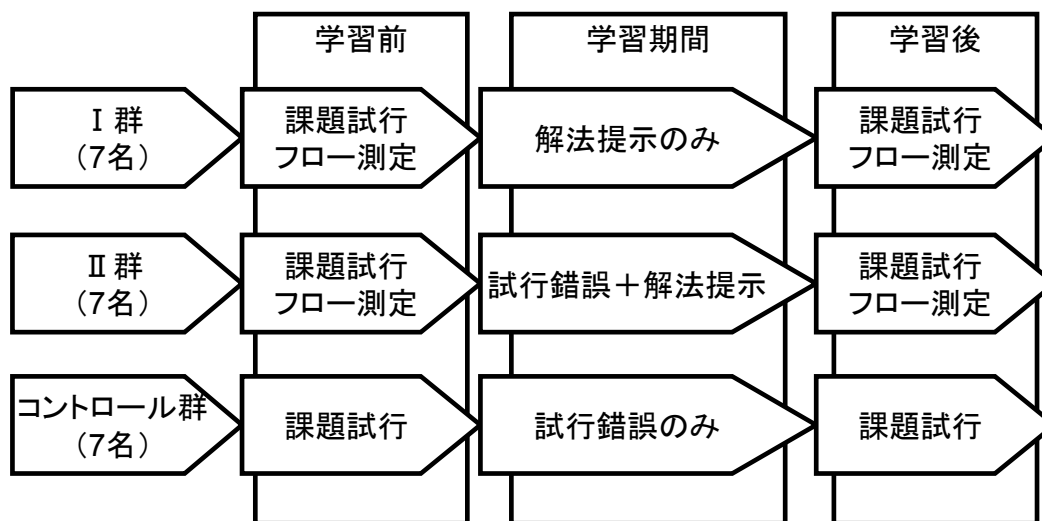 学習前
学習期間
学習後
Ⅰ 群
（7名）
課題試行
フロー測定
解法提示のみ
課題試行
フロー測定
Ⅱ 群
（7名）
課題試行
フロー測定
試行錯誤＋解法提示
課題試行
フロー測定
コントロール群
（7名）
課題試行
試行錯誤のみ
課題試行